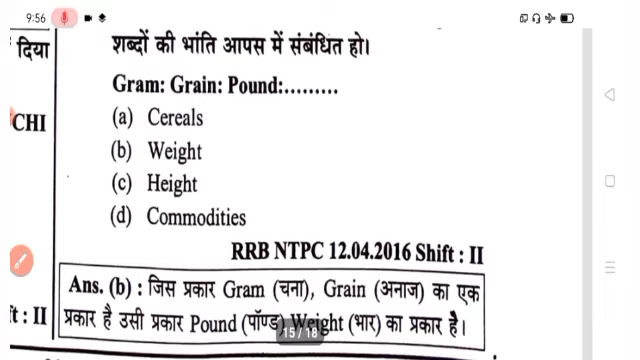 9:56
दिया
शब्दों की भांति आपस में संबंधित हो।
Gram: Grain: Pound:.........
CHI
(a) Cereals
(b) Weight
(c) Height
(d) Commodities
RRB NTPC 12.04.2016 Shift : II
Ans. (b) : जिस प्रकार Gram (चना), Grain (अनाज) का एक
t : II
प्रकार है उसी प्रकार Pound (पॉण्ड) Weight (भार) का प्रकार है।
15 / 18